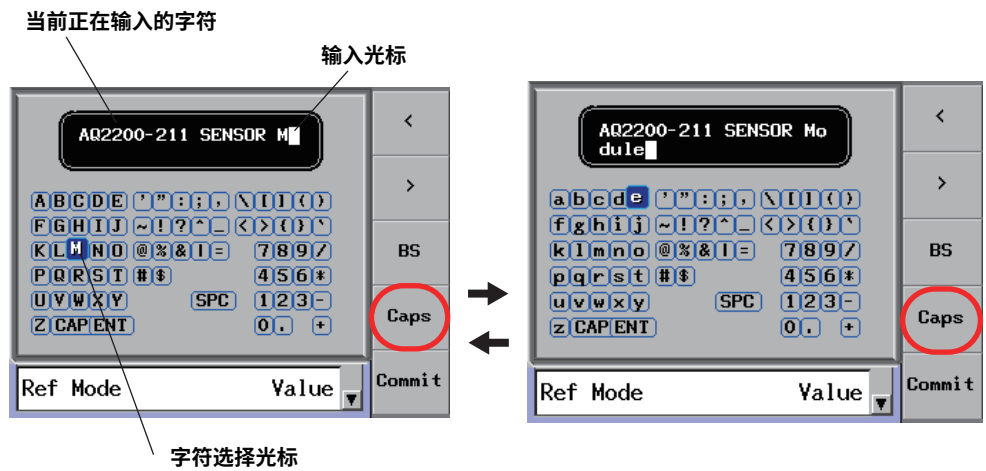 当前正在输入的字符
输入光标
AQ2200-211 SENSOR M
A B C D E ' " : ; , \ [ ] ( )
F G H I J ~ ! ? ^ _ < > { } `
K L M N O @ % & | = 7 8 9 /
P Q R S T # $ 4 5 6 *
U V W X Y SPC 1 2 3 -
Z CAP ENT 0 . +
Ref Mode Value
<
>
BS
Caps
Commit
字符选择光标
AQ2200-211 SENSOR Mo
dule
a b c d e ' " : ; , \ [ ] ( )
f g h i j ~ ! ? ^ _ < > { } `
k l m n o @ % & | = 7 8 9 /
p q r s t # $ 4 5 6 *
u v w x y SPC 1 2 3 -
z CAP ENT 0 . +
Ref Mode Value
<
>
BS
Caps
Commit